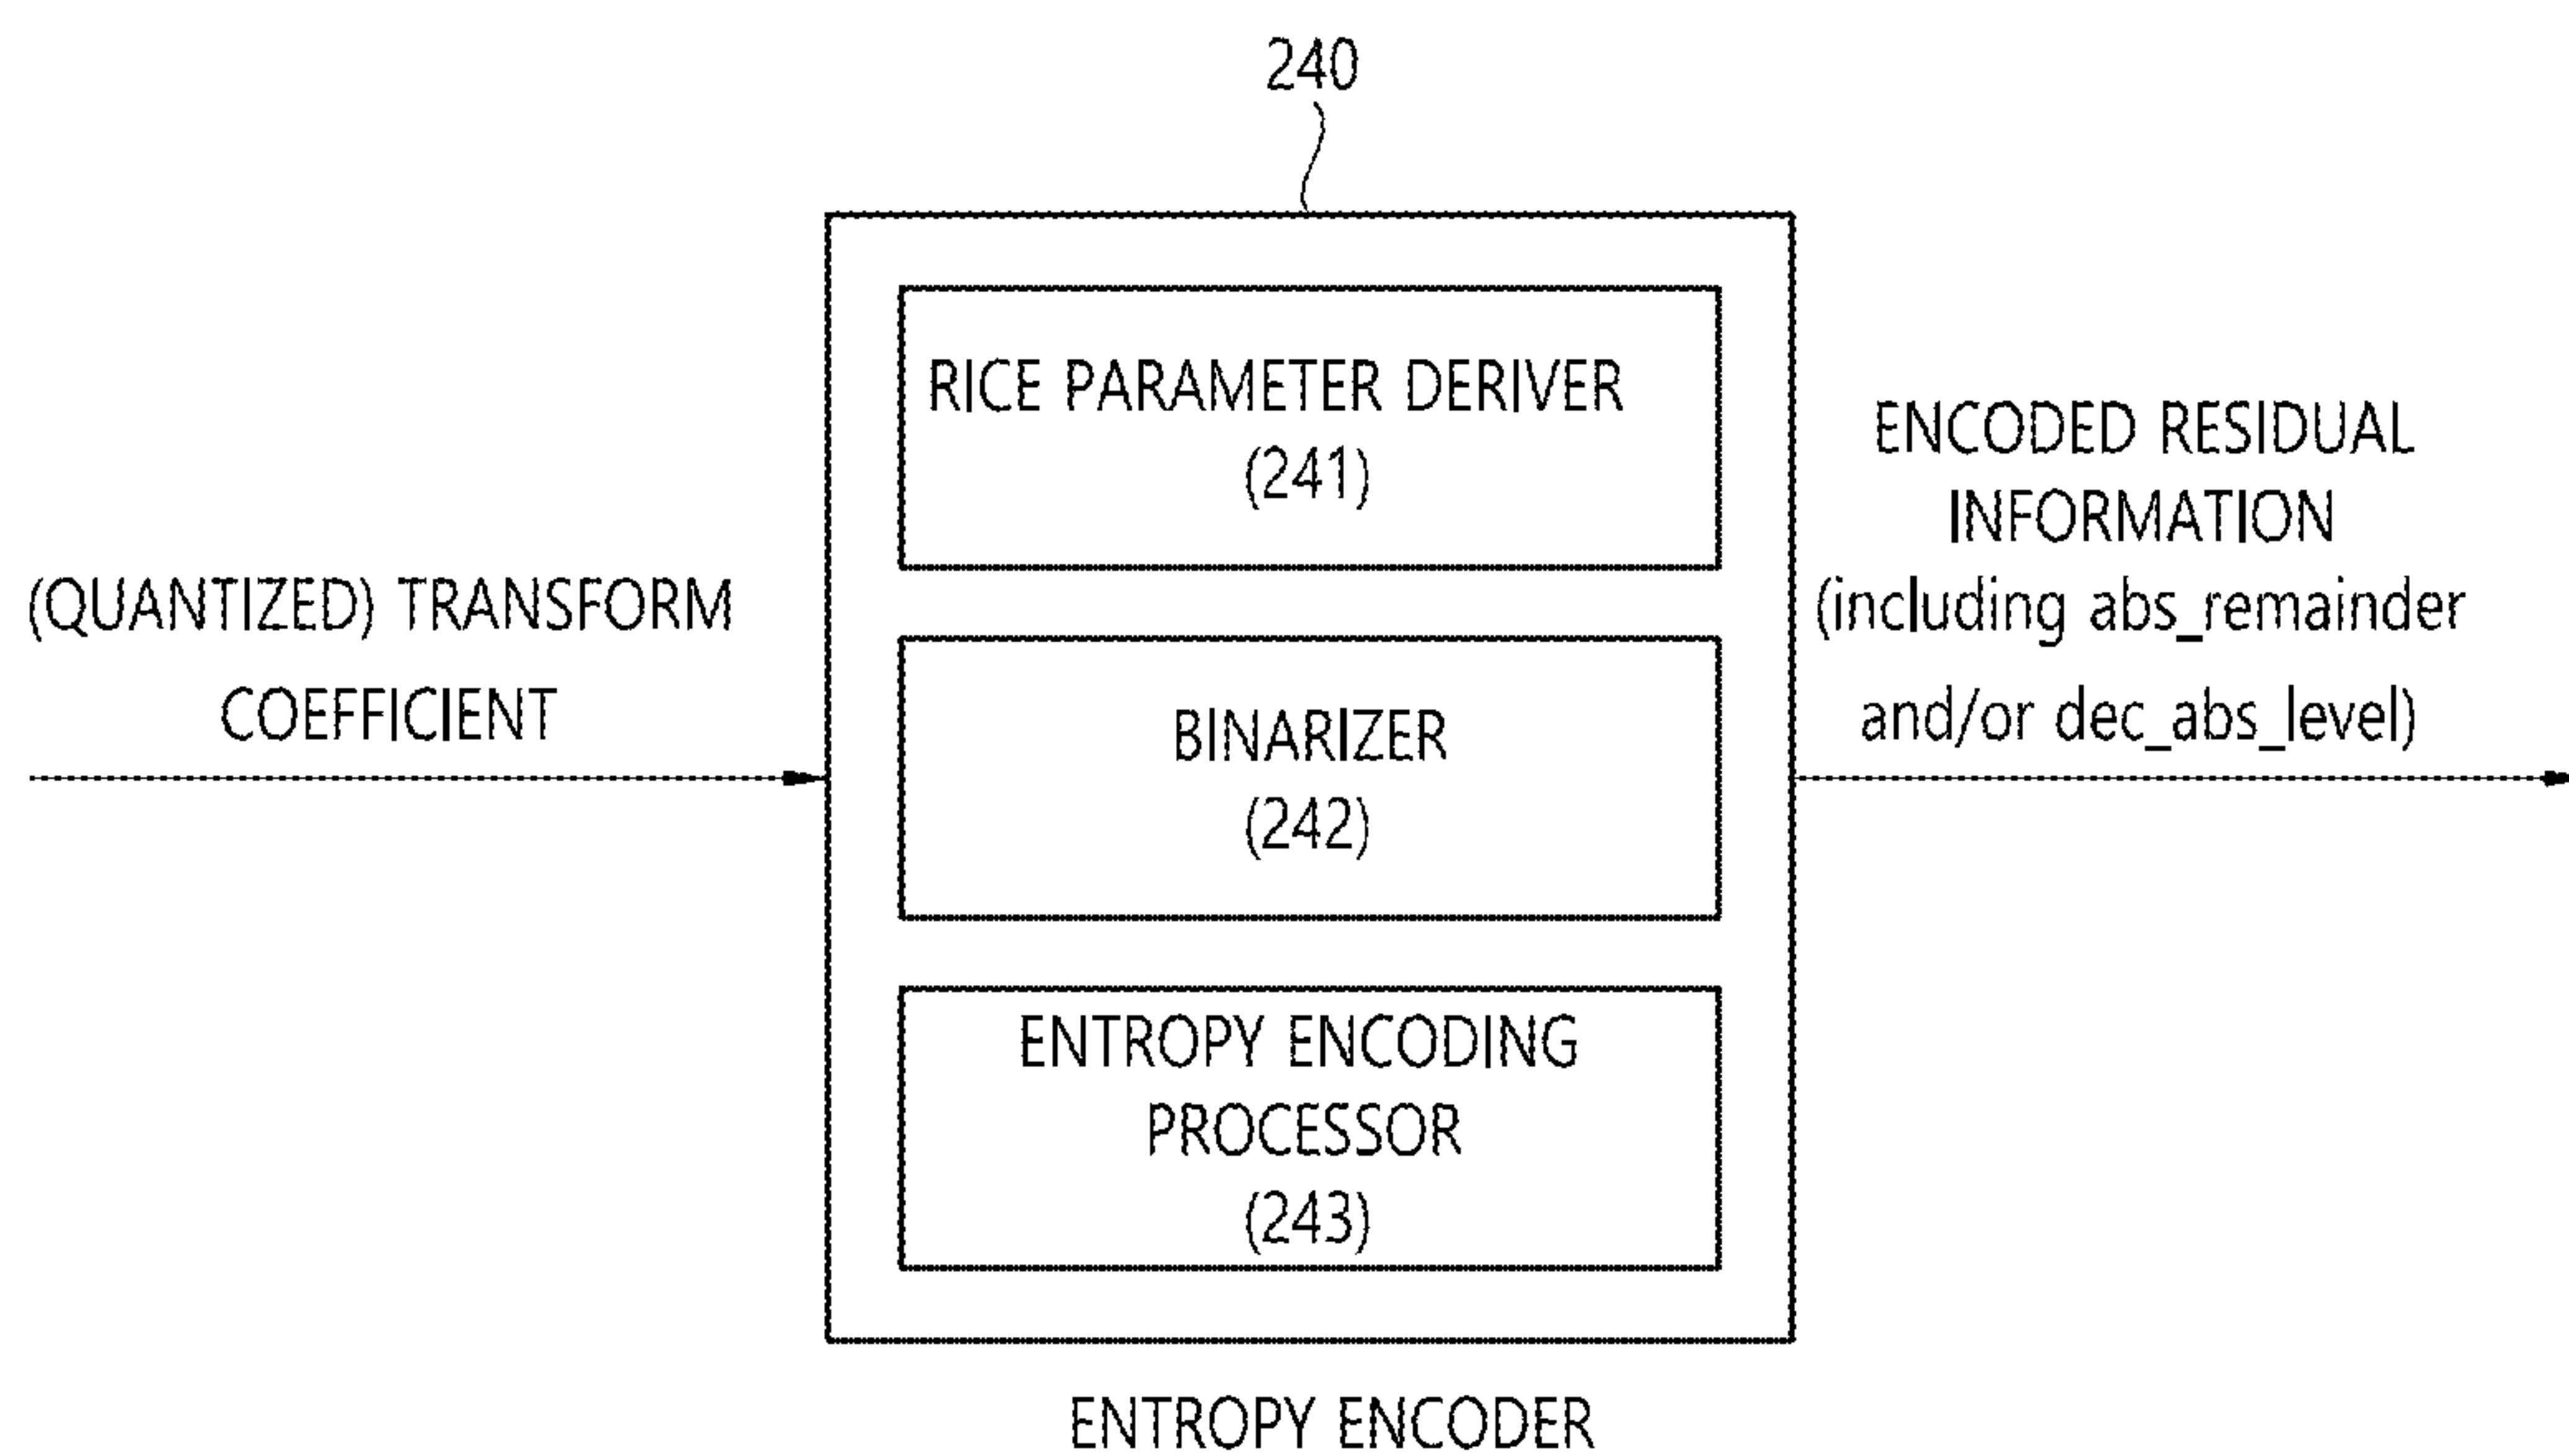 240
RICE PARAMETER DERIVER
(241)
(QUANTIZED) TRANSFORM
COEFFICIENT
BINARIZER
(242)
ENTROPY ENCODING
PROCESSOR
(243)
ENCODED RESIDUAL
INFORMATION
(including abs_remainder
and/or dec_abs_level)
ENTROPY ENCODER